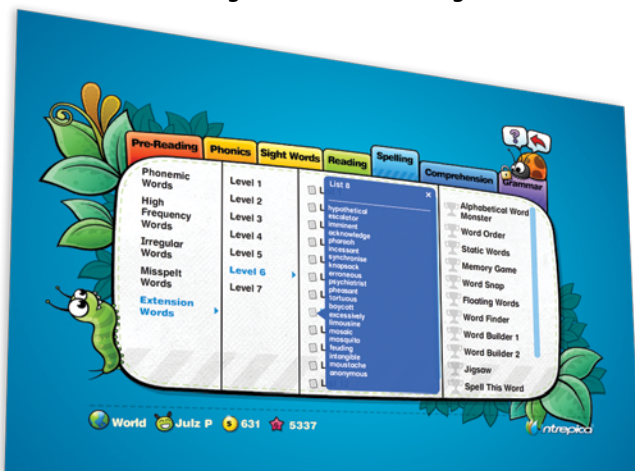 Pre-Reading
Phonics
Sight Words
Reading
Spelling
Comprehension
Grammar
?
Phonemic
Words
High
Frequency
Words
Irregular
Words
Misspelt
Words
Extension
Words
Level 1
Level 2
Level 3
Level 4
Level 5
Level 6
Level 7
List 8
hypothetical
escalator
imminent
acknowledge
pharaoh
incessant
synchronise
knapsack
erroneous
psychiatrist
pheasant
tortuous
boycott
excessively
limousine
mosaic
mosquito
feuding
intangible
moustache
anonymous
Alphabetical Word
Monster
Word Order
Static Words
Memory Game
Word Snap
Floating Words
Word Finder
Word Builder 1
Word Builder 2
Jigsaw
Spell This Word
World Julz P 631 5337
intrepica